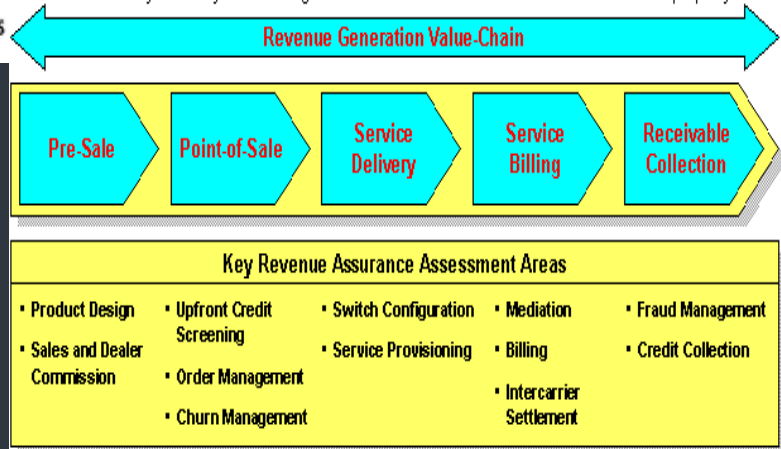 Revenue Generation Value-Chain
Pre-Sale
Point-of-Sale
Service
Delivery
Service
Billing
Receivable
Collection
Key Revenue Assurance Assessment Areas
▪ Product Design
▪ Sales and Dealer
Commission
▪ Upfront Credit
Screening
▪ Order Management
▪ Churn Management
▪ Switch Configuration
▪ Service Provisioning
▪ Mediation
▪ Billing
▪ Intercarrier
Settlement
▪ Fraud Management
▪ Credit Collection